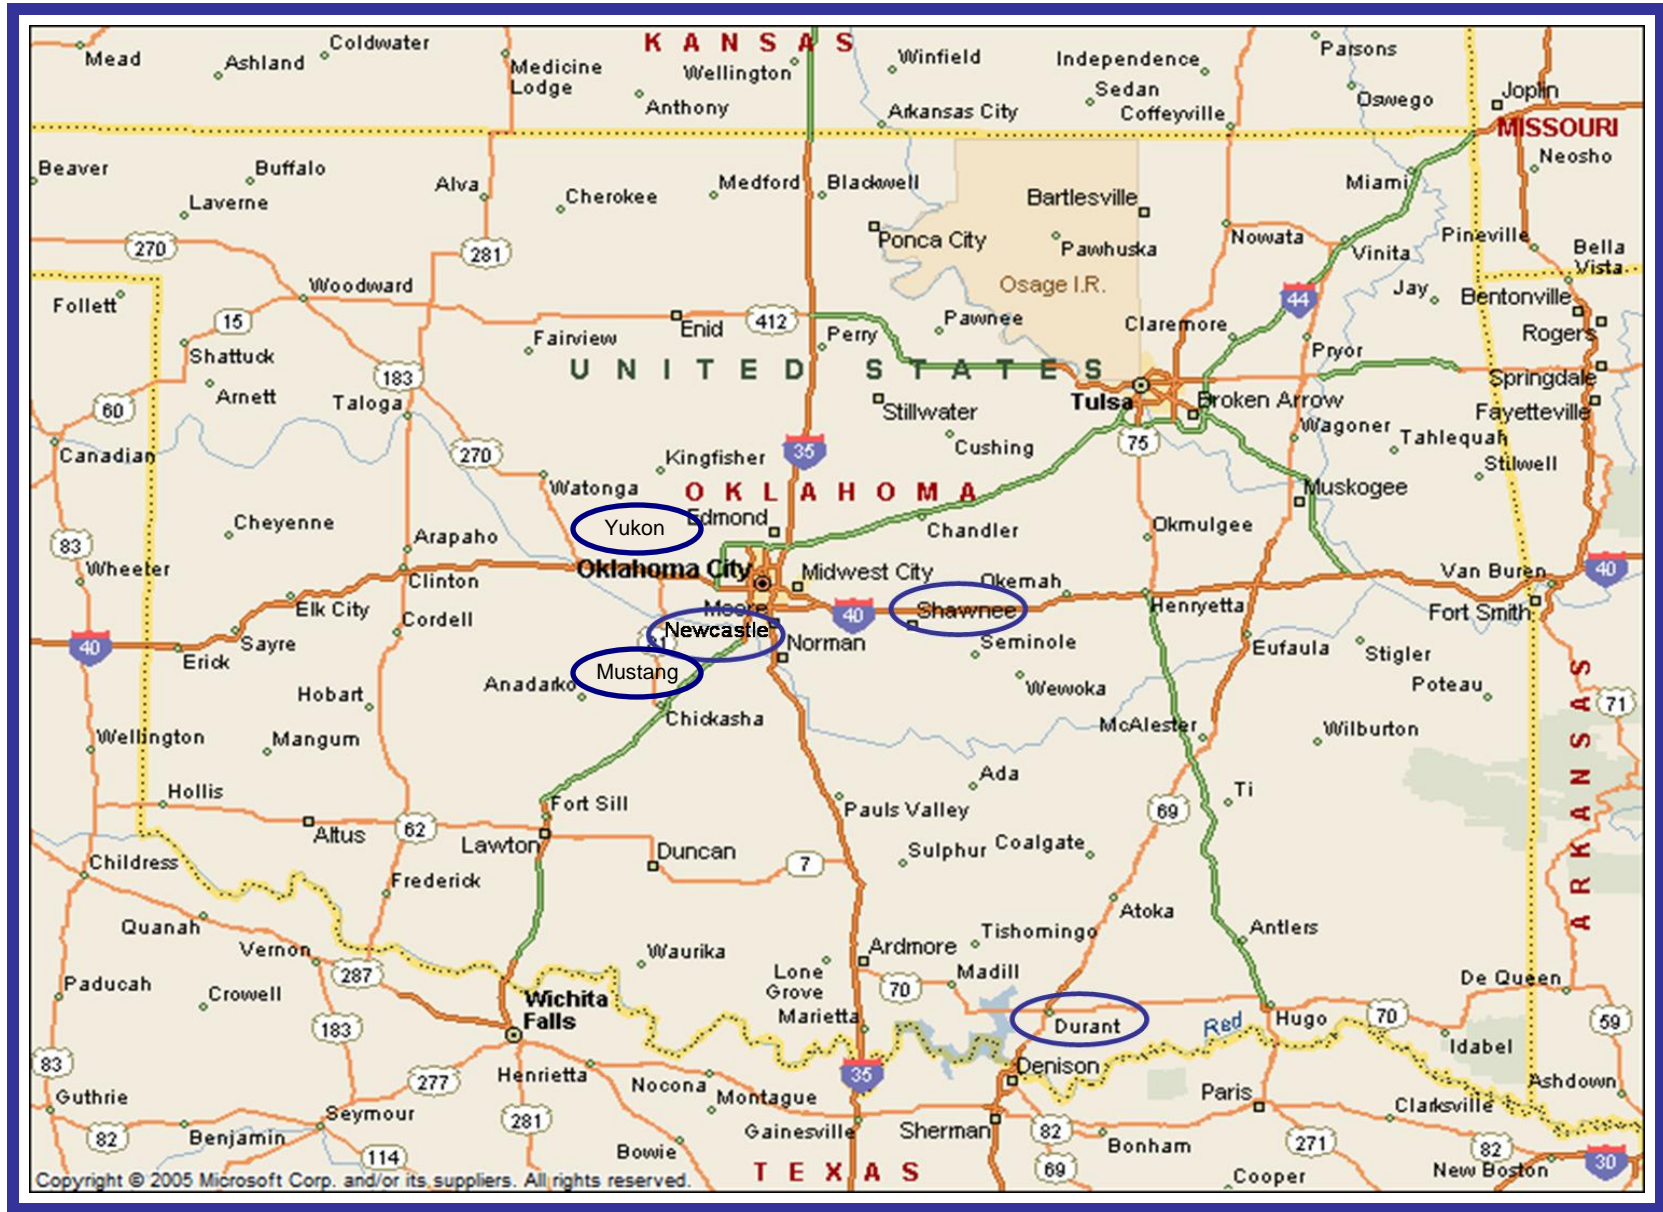 KANSAS
Mead
Coldwater
Ashland
Medicine
Lodge
Wellington
Anthony
Winfield
Arkansas City
Independence
Sedan
Coffeyville
Parsons
Oswego
Joplin
MISSOURI
Neosho
Beaver
Buffalo
Laverne
Alva
Cherokee
Medford
Blackwell
Bartlesville
Miami
270
281
Ponca City
Pawhuska
Nowata
Vinita
Pineville
Bella
Vista
Follett
Woodward
Osage I.R.
44
Jay
Bentonville
15
Enid
412
Pawnee
Claremore
Rogers
Fairview
Perry
Shattuck
Pryor
UNITED STATES
183
Arnett
Springdale
60
Taloga
Stillwater
Tulsa
Broken Arrow
Fayetteville
Canadian
270
35
Cushing
75
Wagoner
Tahlequah
Kingfisher
Stilwell
Watonga
OKLAHOMA
Muskogee
Cheyenne
Yukon
Edmond
Chandler
Okmulgee
83
Arapaho
Wheeler
Clinton
Oklahoma City
Midwest City
Okemah
Van Buren
40
Elk City
Cordell
Moore
40
Shawnee
Henryetta
Fort Smith
40
Sayre
Erick
Newcastle
Norman
Seminole
Eufaula
Stigler
Mustang
Hobart
Anadarko
Wewoka
Poteau
Chickasha
71
Wellington
Mangum
McAlester
Wilburton
ARKANSAS
Hollis
Fort Sill
Ada
Pauls Valley
Ti
69
Altus
62
Lawton
Duncan
7
Sulphur
Coalgate
Childress
Frederick
Quanah
Atoka
Antlers
Vernon
Waurika
Ardmore
Tishomingo
287
Lone
Grove
Madill
De Queen
Paducah
Crowell
Wichita
Falls
70
Marietta
183
Durant
Red
Hugo
70
59
Idabel
83
Henrietta
277
Nocona
35
Denison
Ashdown
Guthrie
Montague
Paris
Clarksville
Seymour
281
82
Benjamin
Gainesville
Sherman
82
Bonham
271
82
114
Bowie
TEXAS
69
Cooper
New Boston
30
Copyright © 2005 Microsoft Corp. and/or its suppliers. All rights reserved.